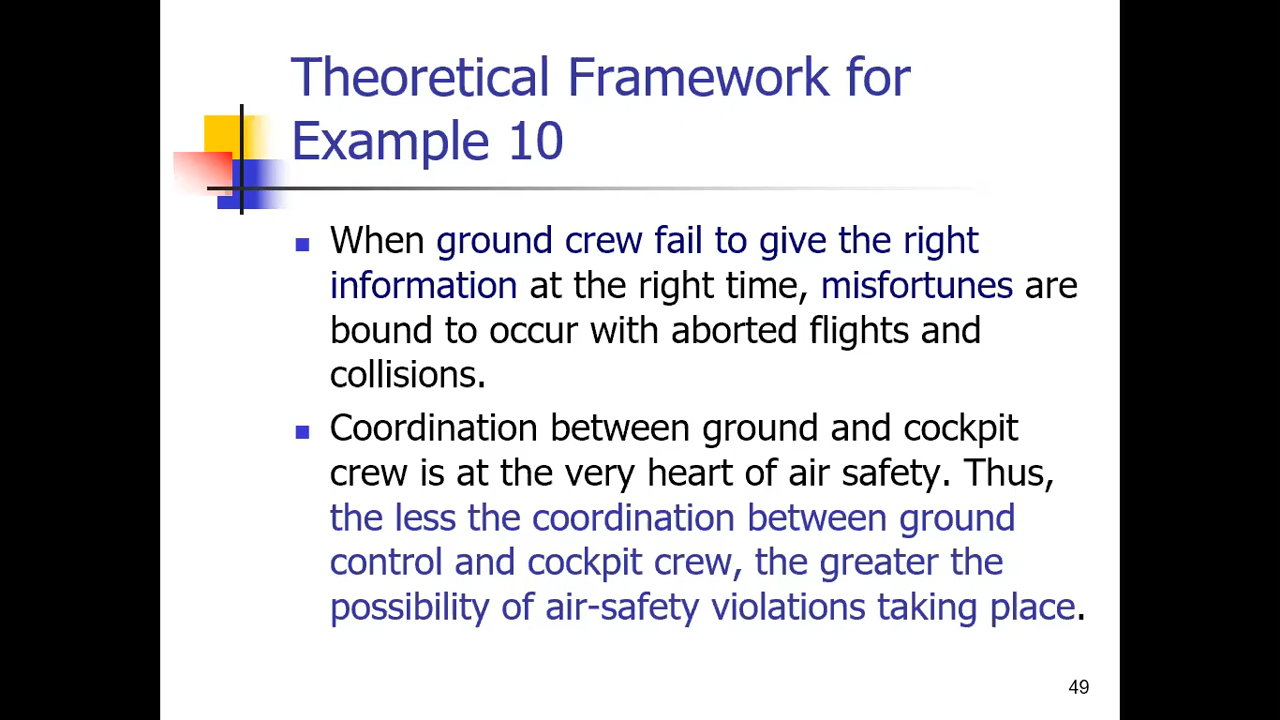 Theoretical Framework for
Example 10
When ground crew fail to give the right
information at the right time, misfortunes are
bound to occur with aborted flights and
collisions.
Coordination between ground and cockpit
crew is at the very heart of air safety. Thus,
the less the coordination between ground
control and cockpit crew, the greater the
possibility of air-safety violations taking place.
49